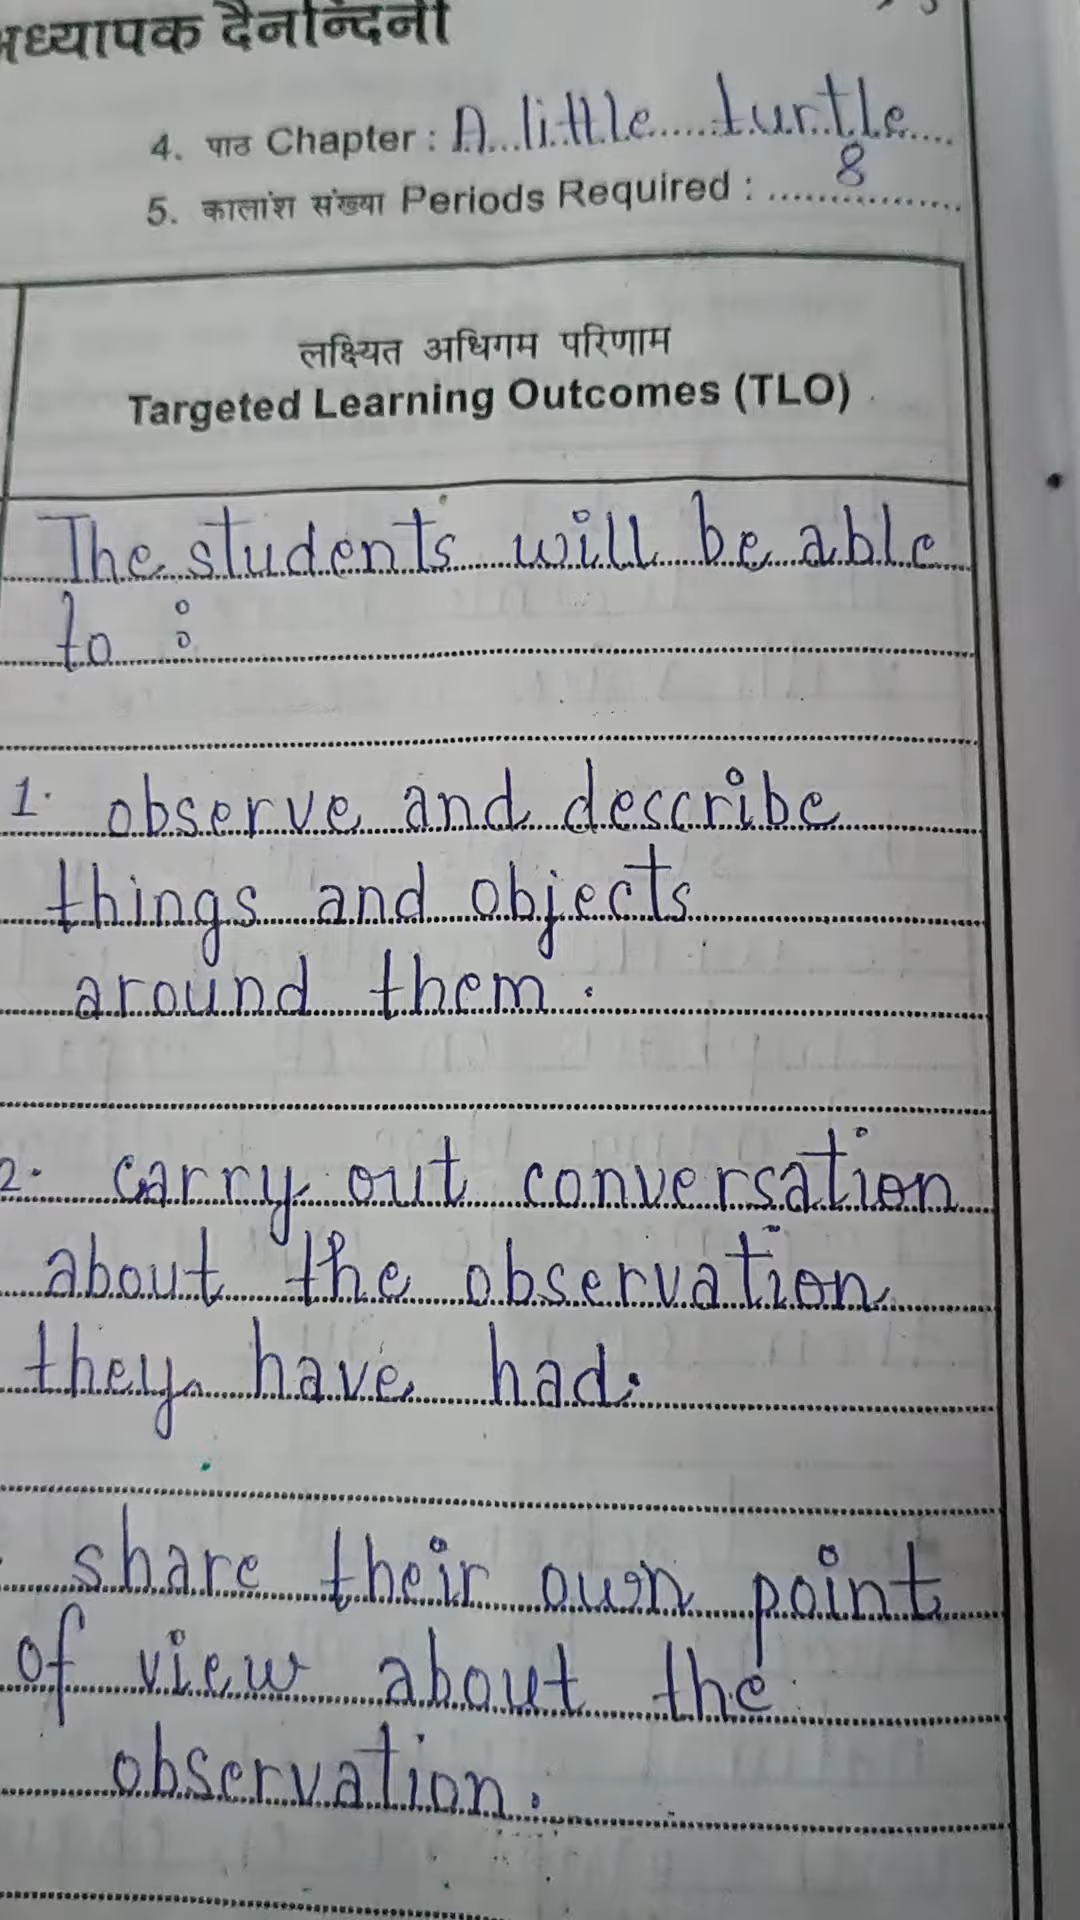 अध्यापक दैनन्दिनी
4. पाठ Chapter : A little turtle
5. कालांश संख्या Periods Required : 8
लक्ष्यित अधिगम परिणाम
Targeted Learning Outcomes (TLO)
The students will be able
to :
1. observe and describe
things and objects
around them.
2. carry out conversation
about the observation
they have had.
share their own point
of view about the
observation.